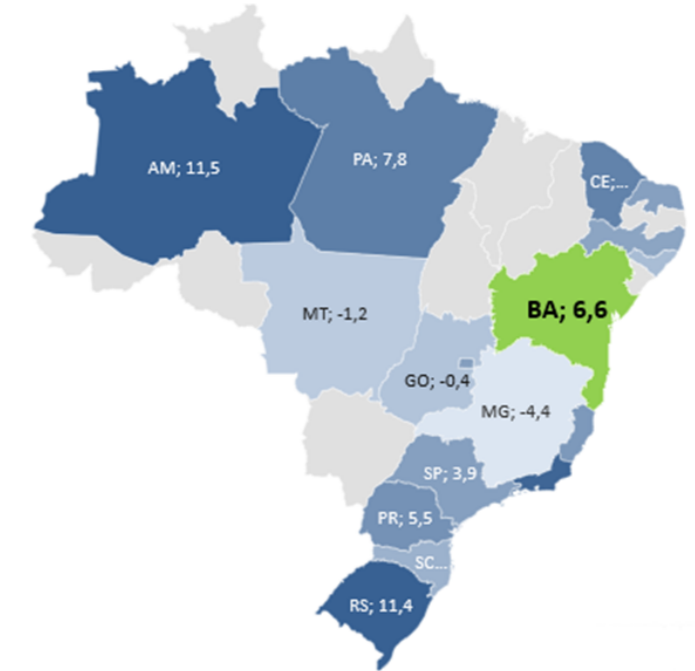 AM; 11,5
PA; 7,8
CE;...
MT; -1,2
BA; 6,6
GO; -0,4
MG; -4,4
SP; 3,9
PR; 5,5
SC...
RS; 11,4